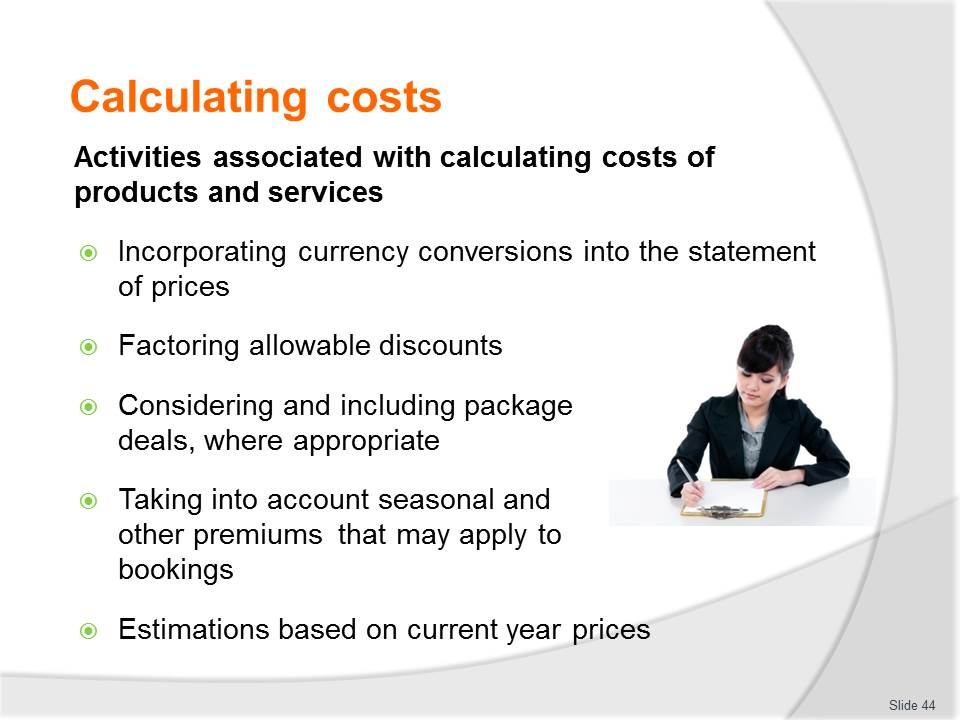 Calculating costs
Activities associated with calculating costs of
products and services
Incorporating currency conversions into the statement
of prices
Factoring allowable discounts
Considering and including package
deals, where appropriate
Taking into account seasonal and
other premiums that may apply to
bookings
Estimations based on current year prices
Slide 44